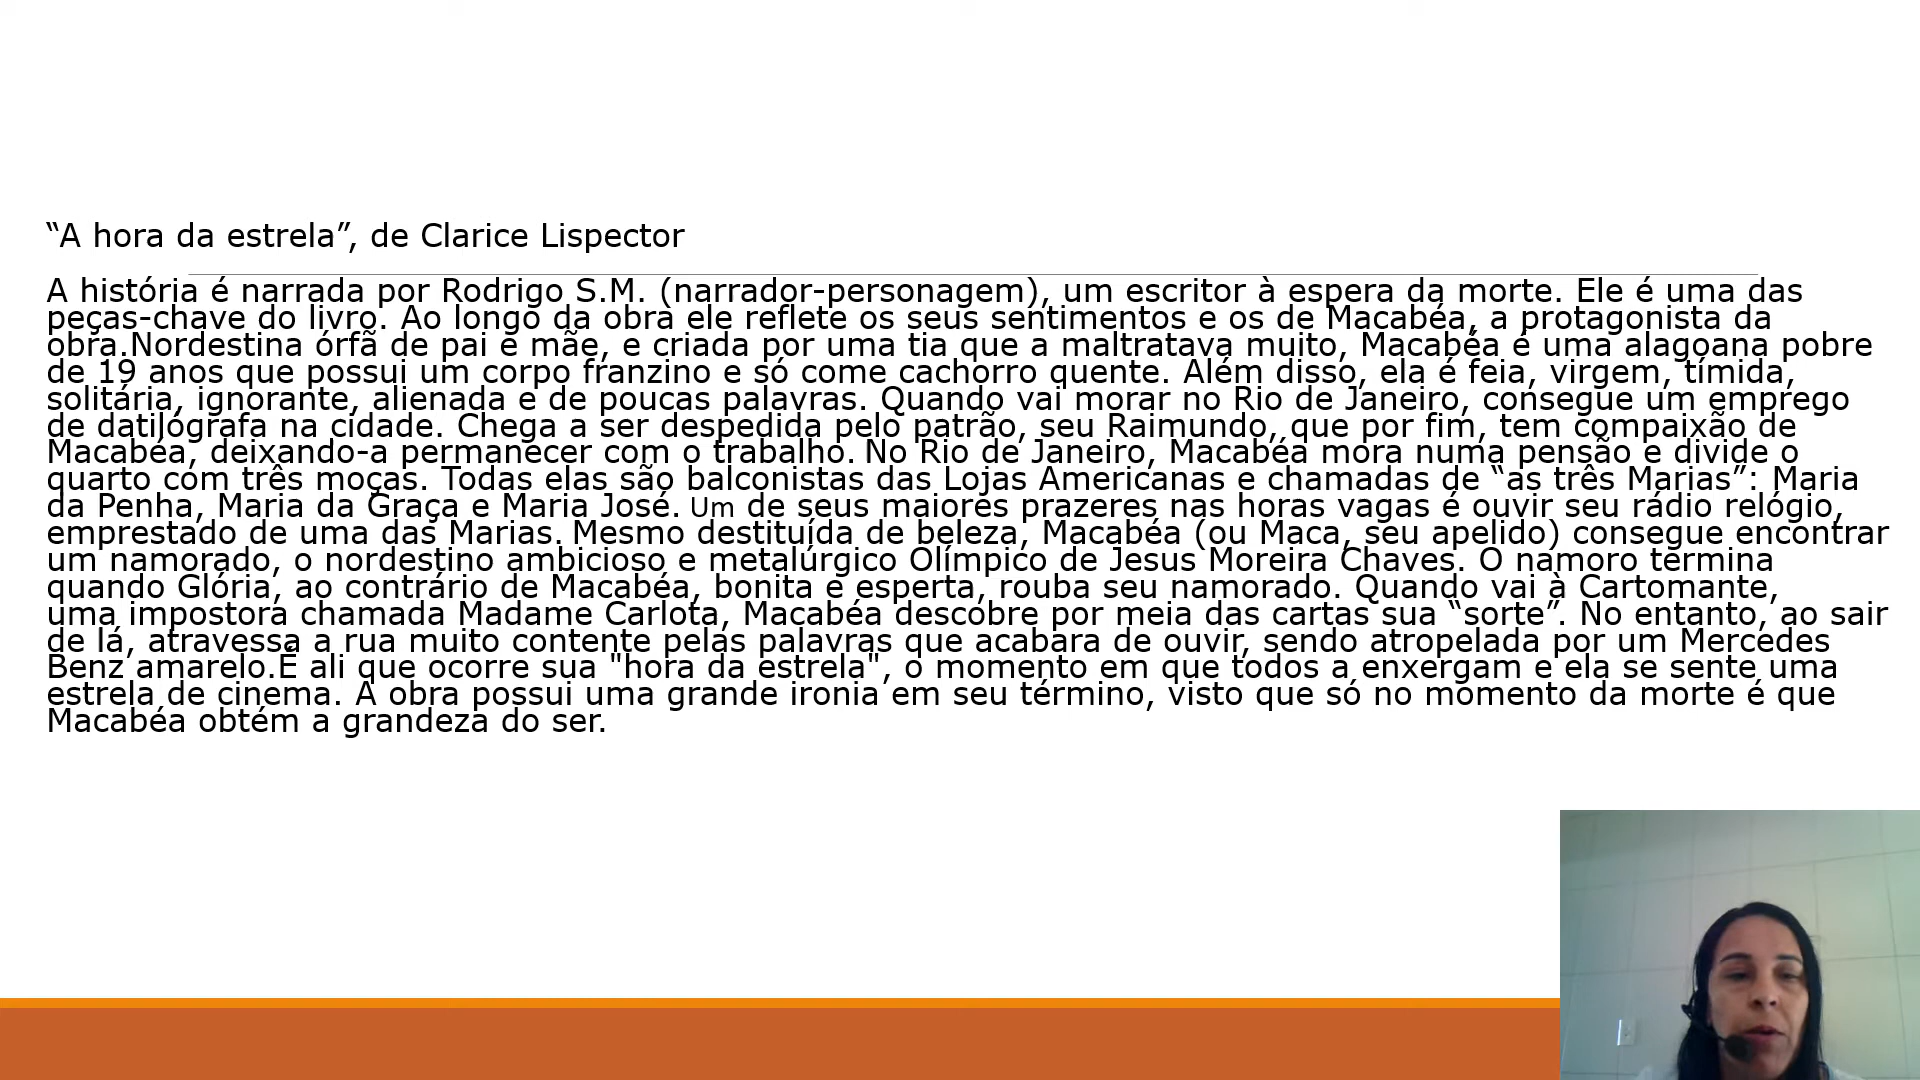 “A hora da estrela”, de Clarice Lispector
A história é narrada por Rodrigo S.M. (narrador-personagem), um escritor à espera da morte. Ele é uma das
peças-chave do livro. Ao longo da obra ele reflete os seus sentimentos e os de Macabéa, a protagonista da
obra.Nordestina órfã de pai e mãe, e criada por uma tia que a maltratava muito, Macabéa é uma alagoana pobre
de 19 anos que possui um corpo franzino e só come cachorro quente. Além disso, ela é feia, virgem, tímida,
solitária, ignorante, alienada e de poucas palavras. Quando vai morar no Rio de Janeiro, consegue um emprego
de datilógrafa na cidade. Chega a ser despedida pelo patrão, seu Raimundo, que por fim, tem compaixão de
Macabéa, deixando-a permanecer com o trabalho. No Rio de Janeiro, Macabéa mora numa pensão e divide o
quarto com três moças. Todas elas são balconistas das Lojas Americanas e chamadas de “as três Marias”: Maria
da Penha, Maria da Graça e Maria José. Um de seus maiores prazeres nas horas vagas é ouvir seu rádio relógio,
emprestado de uma das Marias. Mesmo destituída de beleza, Macabéa (ou Maca, seu apelido) consegue encontrar
um namorado, o nordestino ambicioso e metalúrgico Olímpico de Jesus Moreira Chaves. O namoro termina
quando Glória, ao contrário de Macabéa, bonita e esperta, rouba seu namorado. Quando vai à Cartomante,
uma impostora chamada Madame Carlota, Macabéa descobre por meia das cartas sua “sorte”. No entanto, ao sair
de lá, atravessa a rua muito contente pelas palavras que acabara de ouvir, sendo atropelada por um Mercedes
Benz amarelo.É ali que ocorre sua "hora da estrela", o momento em que todos a enxergam e ela se sente uma
estrela de cinema. A obra possui uma grande ironia em seu término, visto que só no momento da morte é que
Macabéa obtém a grandeza do ser.